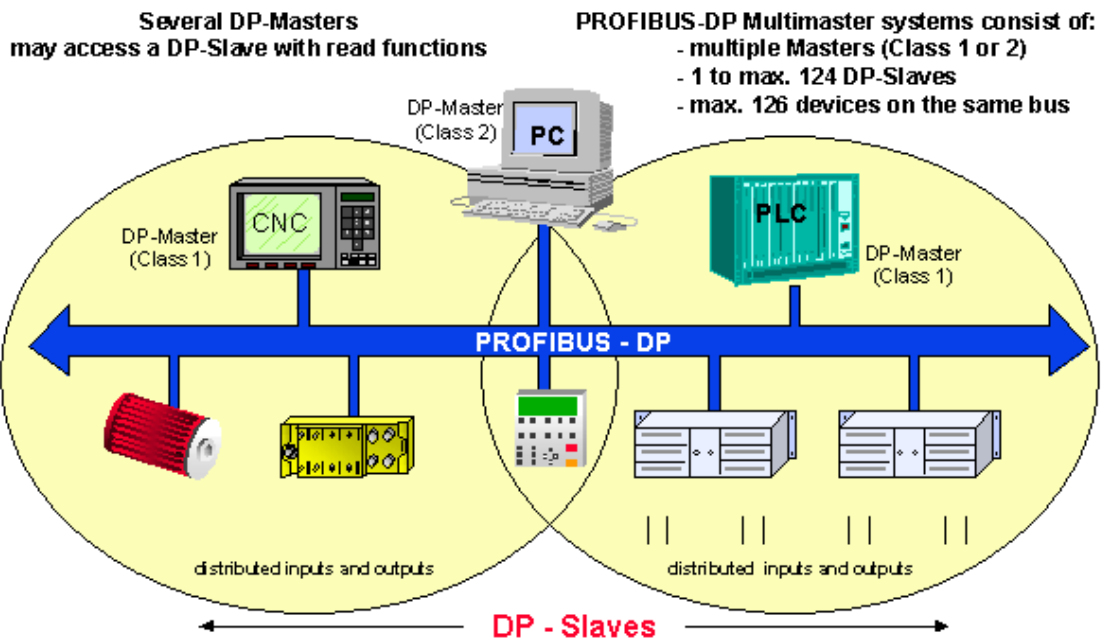 Several DP-Masters
may access a DP-Slave with read functions
PROFIBUS-DP Multimaster systems consist of:
- multiple Masters (Class 1 or 2)
- 1 to max. 124 DP-Slaves
- max. 126 devices on the same bus
DP-Master
(Class 2)
PC
CNC
DP-Master
(Class 1)
PLC
DP-Master
(Class 1)
PROFIBUS - DP
distributed inputs and outputs
distributed inputs and outputs
DP - Slaves